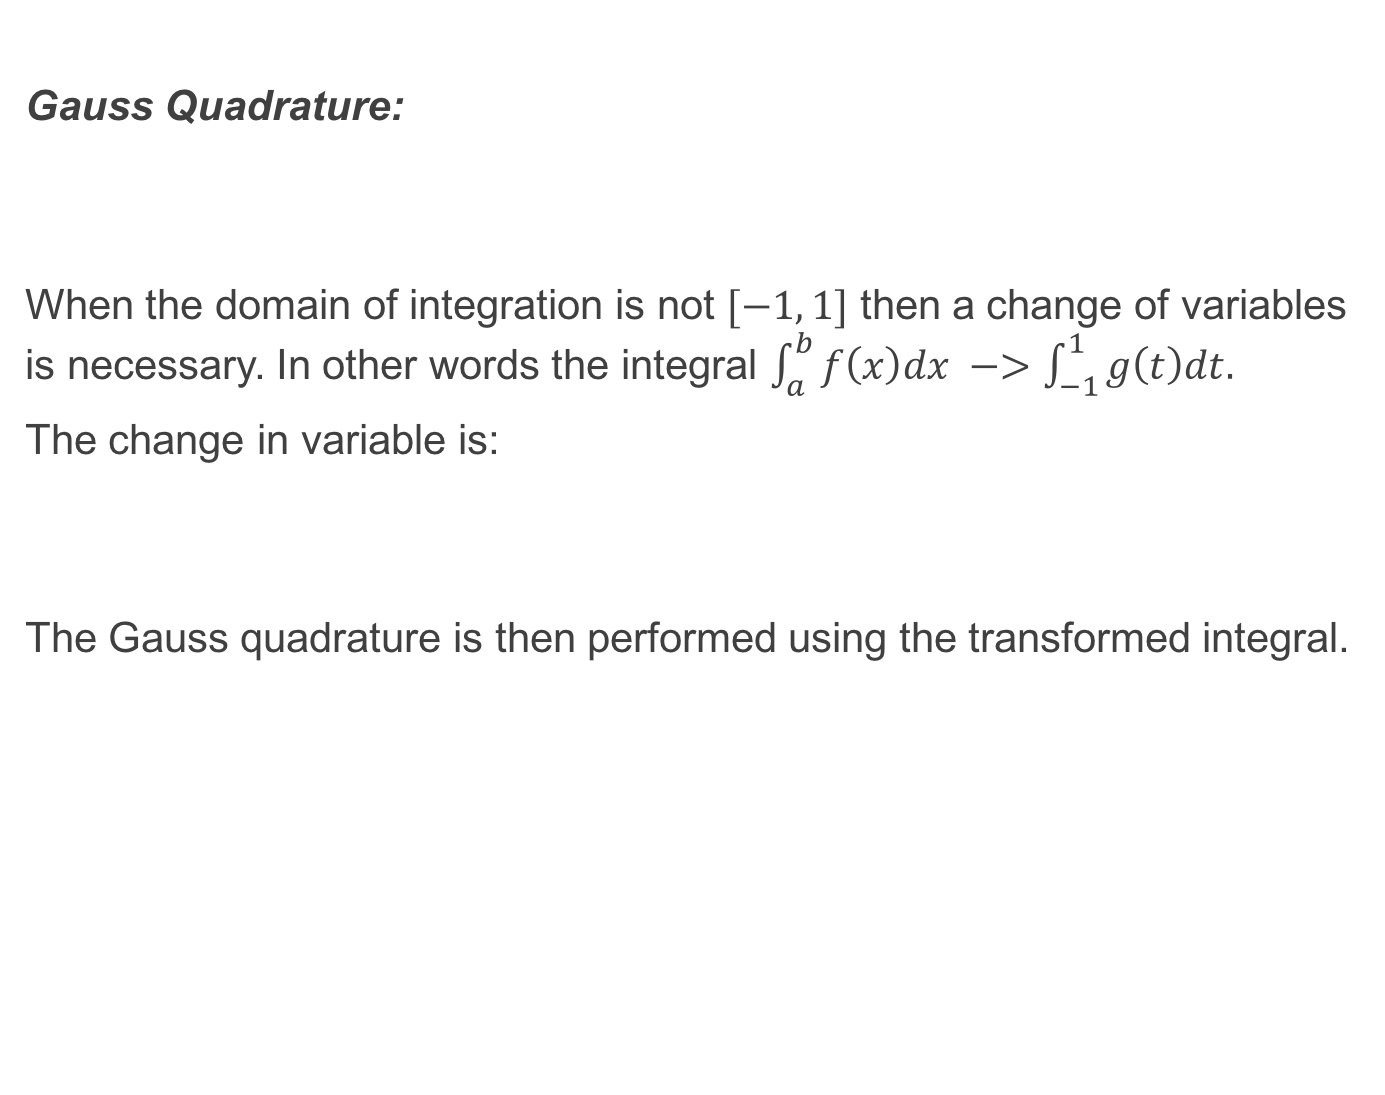 Gauss Quadrature:
When the domain of integration is not [−1, 1] then a change of variables
is necessary. In other words the integral ∫_a^b f(x)dx −> ∫_{−1}^1 g(t)dt.
The change in variable is:
The Gauss quadrature is then performed using the transformed integral.